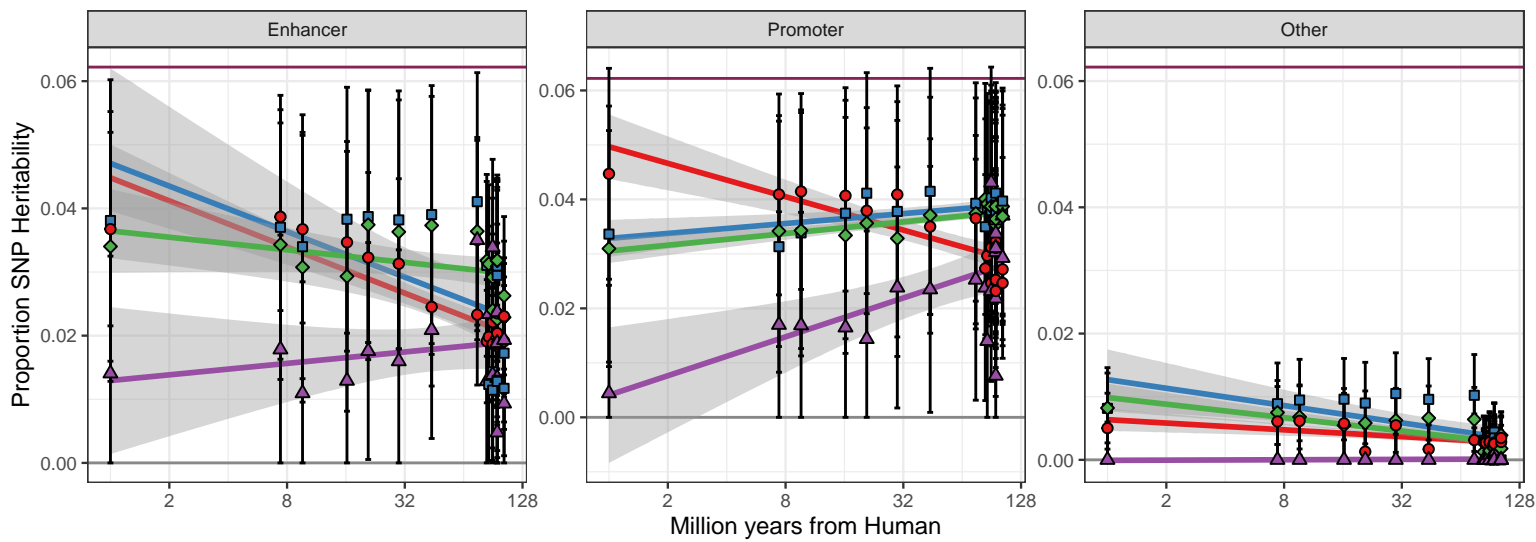 Enhancer
Promoter
Other
Proportion SNP Heritability
0.06
0.04
0.02
0.00
0.06
0.04
0.02
0.00
0.06
0.04
0.02
0.00
2 8 32 128
2 8 32 128
2 8 32 128
Million years from Human